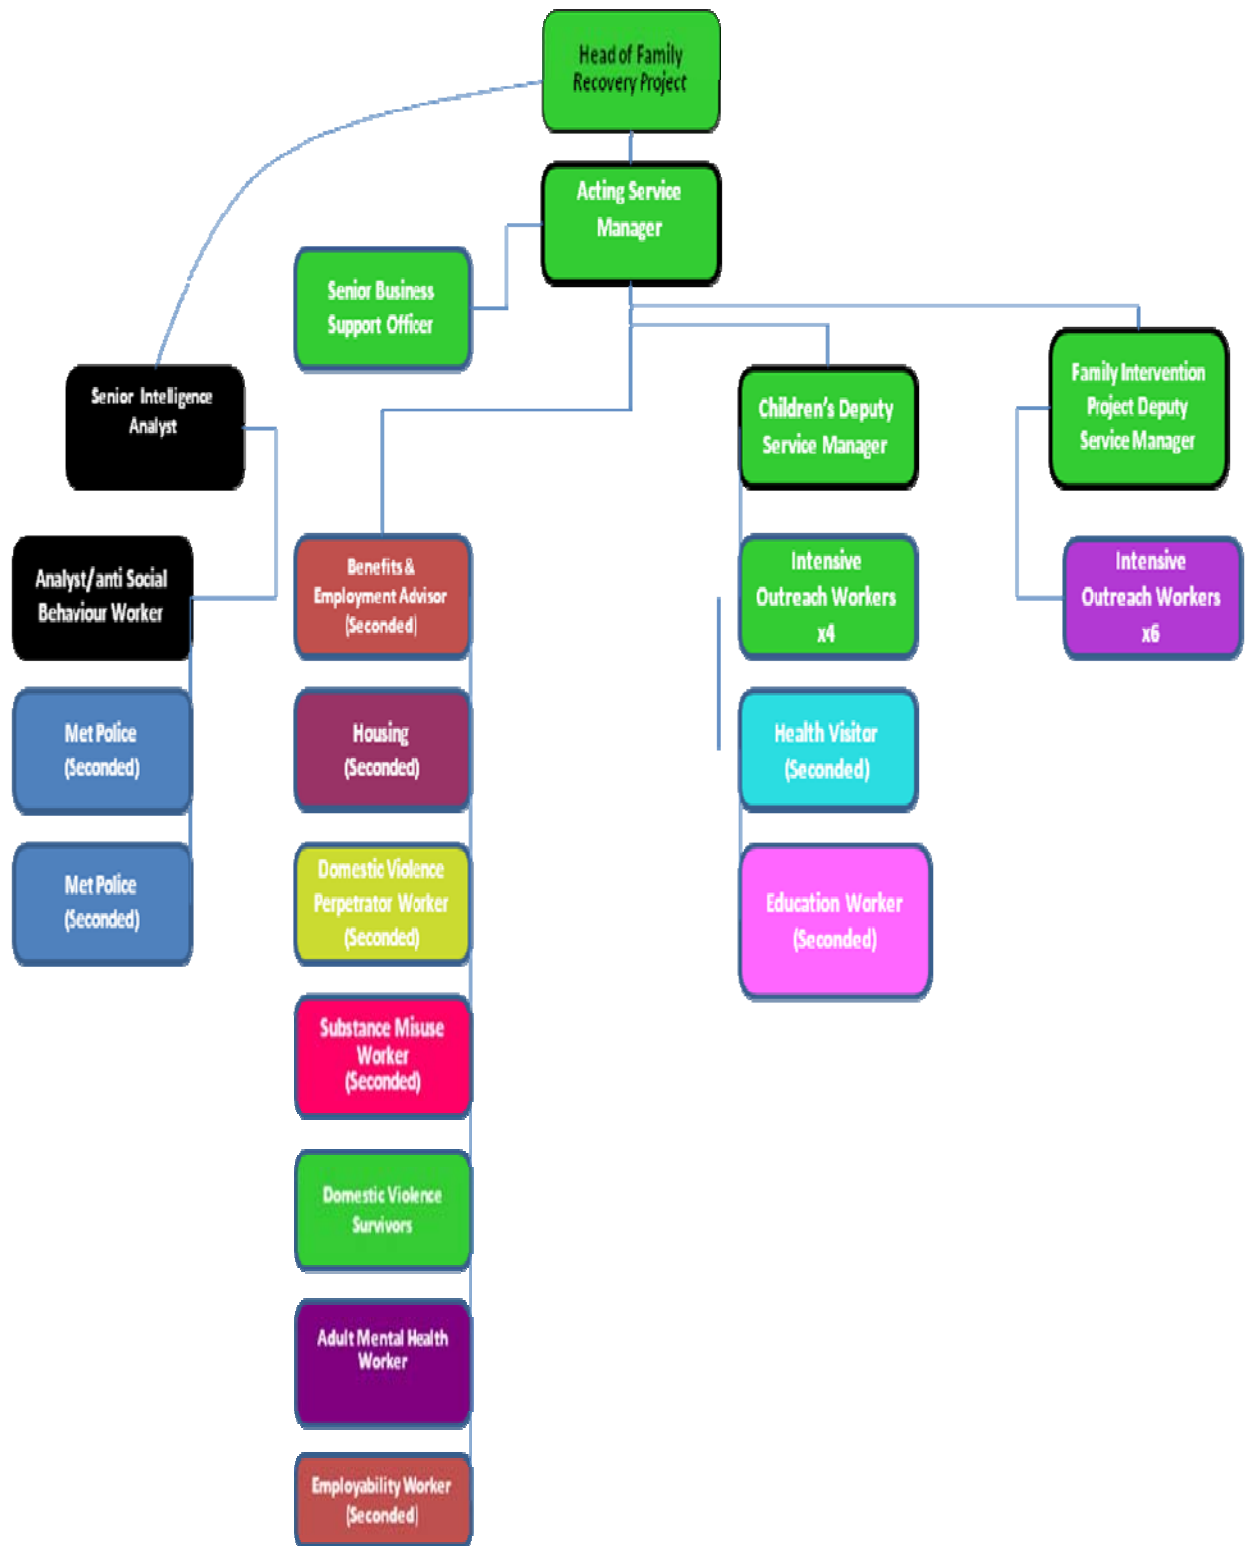 Head of Family
Recovery Project
Acting Service
Manager
Senior Business
Support Officer
Senior Intelligence
Analyst
Children's Deputy
Service Manager
Family Intervention
Project Deputy
Service Manager
Analyst/anti Social
Behaviour Worker
Benefits &
Employment Advisor
(Seconded)
Intensive
Outreach Workers
x4
Intensive
Outreach Workers
x6
Met Police
(Seconded)
Housing
(Seconded)
Health Visitor
(Seconded)
Met Police
(Seconded)
Domestic Violence
Perpetrator Worker
(Seconded)
Education Worker
(Seconded)
Substance Misuse
Worker
(Seconded)
Domestic Violence
Survivors
Adult Mental Health
Worker
Employability Worker
(Seconded)